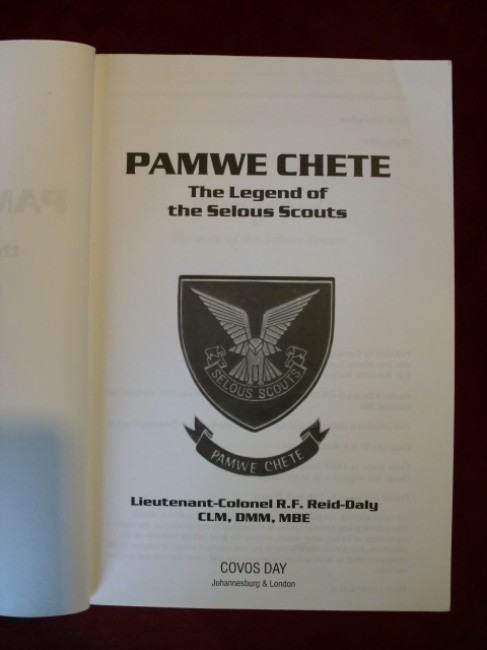 PAMWE CHETE
The Legend of
the Selous Scouts
SELOUS SCOUTS
PAMWE CHETE
Lieutenant-Colonel R.F. Reid-Daly
CLM, DMM, MBE
COVOS DAY
Johannesburg & London